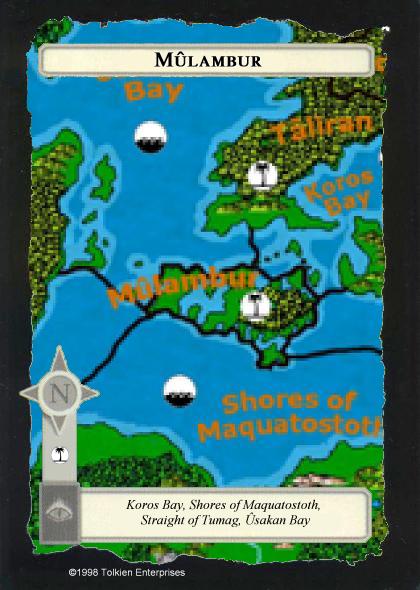 MÛLAMBUR
Bay
Tâliran
Koros
Bay
Mûlambur
N
Shores of
Maquatostoth
Koros Bay, Shores of Maquatostoth,
Straight of Tumag, Ûsakan Bay
©1998 Tolkien Enterprises